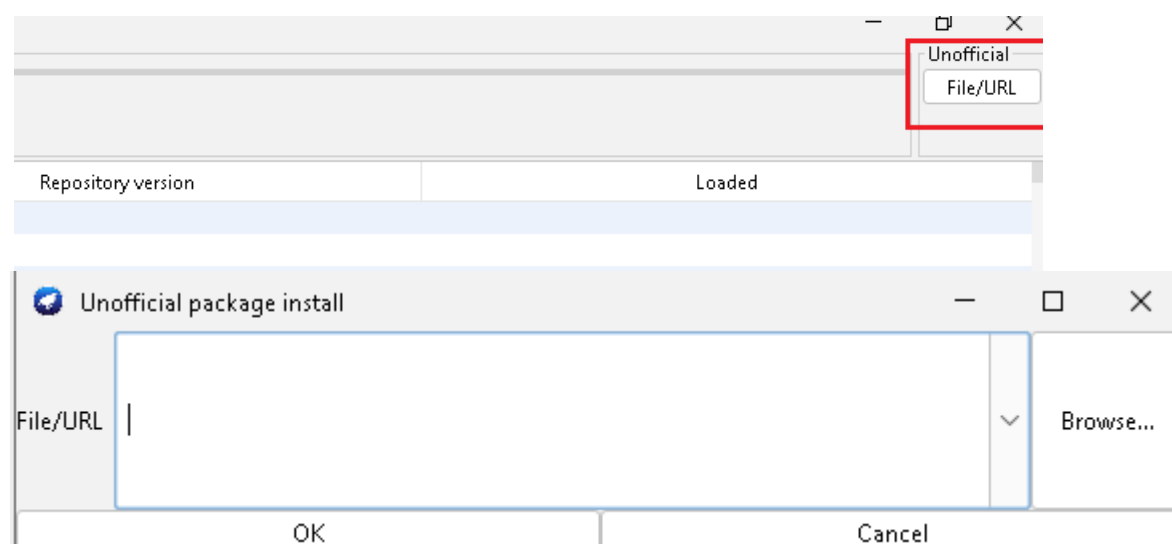 Unofficial
File/URL
Repository version Loaded
Unofficial package install
File/URL Browse...
OK Cancel